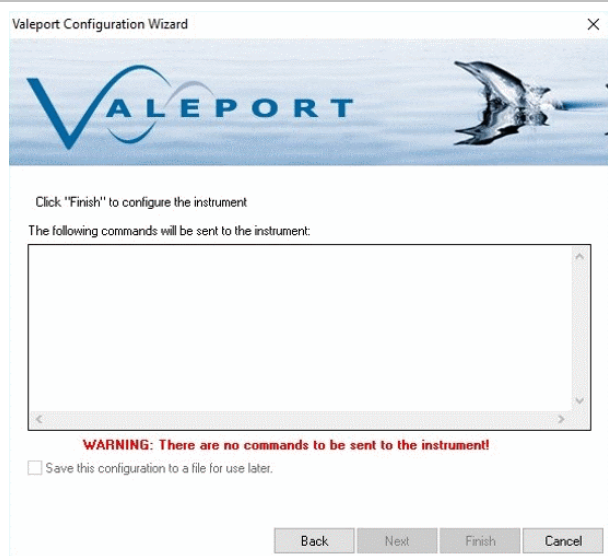 Valeport Configuration Wizard
VALEPORT
Click "Finish" to configure the instrument
The following commands will be sent to the instrument:
WARNING: There are no commands to be sent to the instrument!
Save this configuration to a file for use later.
Back Next Finish Cancel